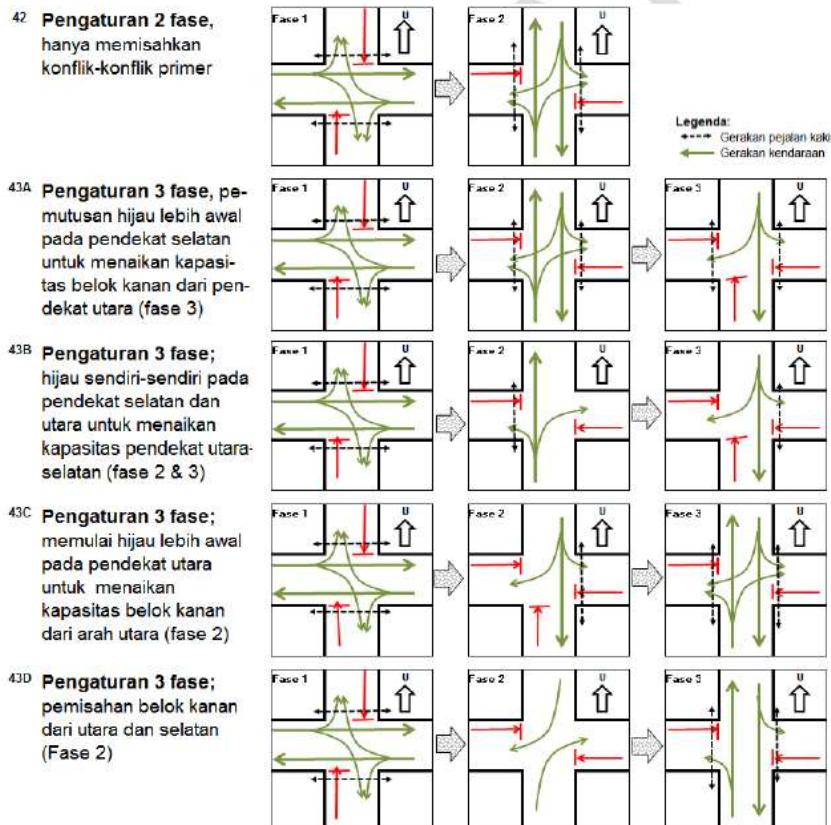 42 Pengaturan 2 fase,
hanya memisahkan
konflik-konflik primer
Fase 1
U
Fase 2
U
Legenda:
Gerakan pejalan kaki
Gerakan kendaraan
43A Pengaturan 3 fase, pe-
mutusan hijau lebih awal
pada pendekat selatan
untuk menaikan kapasi-
tas belok kanan dari pen-
dekat utara (fase 3)
Fase 1
U
Fase 2
U
Fase 3
U
43B Pengaturan 3 fase;
hijau sendiri-sendiri pada
pendekat selatan dan
utara untuk menaikan
kapasitas pendekat utara-
selatan (fase 2 & 3)
Fase 1
U
Fase 2
U
Fase 3
U
43C Pengaturan 3 fase;
memulai hijau lebih awal
pada pendekat utara
untuk menaikan
kapasitas belok kanan
dari arah utara (fase 2)
Fase 1
U
Fase 2
U
Fase 3
U
43D Pengaturan 3 fase;
pemisahan belok kanan
dari utara dan selatan
(Fase 2)
Fase 1
U
Fase 2
U
Fase 3
U